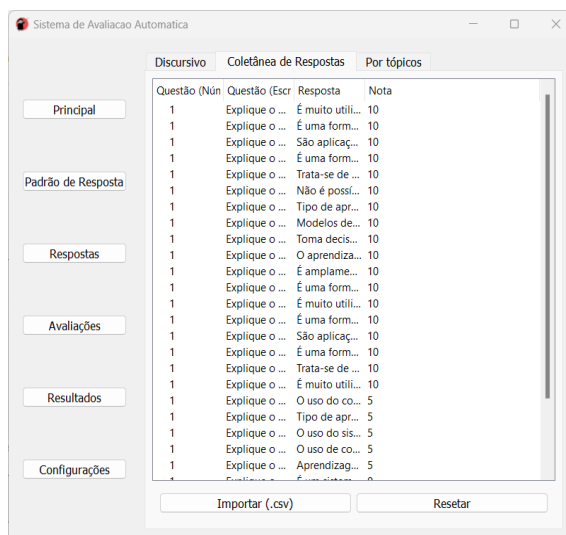 Sistema de Avaliacao Automatica
Discursivo Coletânea de Respostas Por tópicos
Questão (Nún Questão (Escr Resposta Nota
Principal
Padrão de Resposta
Respostas
Avaliações
Resultados
Configurações
1 Explique o ... É muito utili... 10
1 Explique o ... É uma form... 10
1 Explique o ... São aplicaç... 10
1 Explique o ... É uma form... 10
1 Explique o ... Trata-se de ... 10
1 Explique o ... Não é possí... 10
1 Explique o ... Tipo de apr... 10
1 Explique o ... Modelos de... 10
1 Explique o ... Toma decis... 10
1 Explique o ... O aprendiza... 10
1 Explique o ... É amplame... 10
1 Explique o ... É uma form... 10
1 Explique o ... É muito utili... 10
1 Explique o ... É uma form... 10
1 Explique o ... São aplicaç... 10
1 Explique o ... É uma form... 10
1 Explique o ... Trata-se de ... 10
1 Explique o ... É muito utili... 10
1 Explique o ... O uso do co... 5
1 Explique o ... Tipo de apr... 5
1 Explique o ... O uso do sis... 5
1 Explique o ... O uso de co... 5
1 Explique o ... Aprendizag... 5
Importar (.csv) Resetar